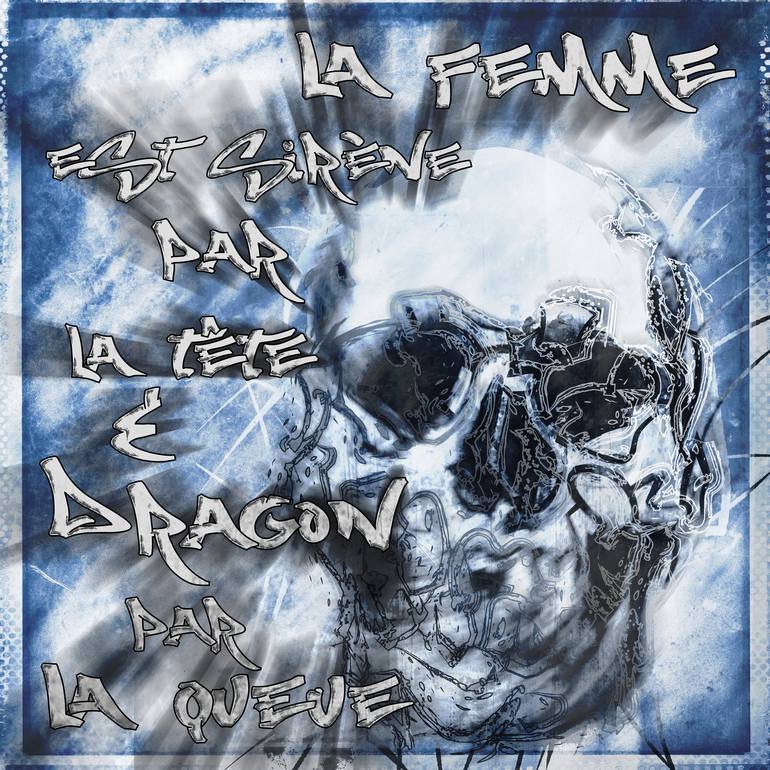 LA FEMME
EST SIRÈNE
PAR
LA TÊTE
&
DRAGON
PAR
LA QUEUE